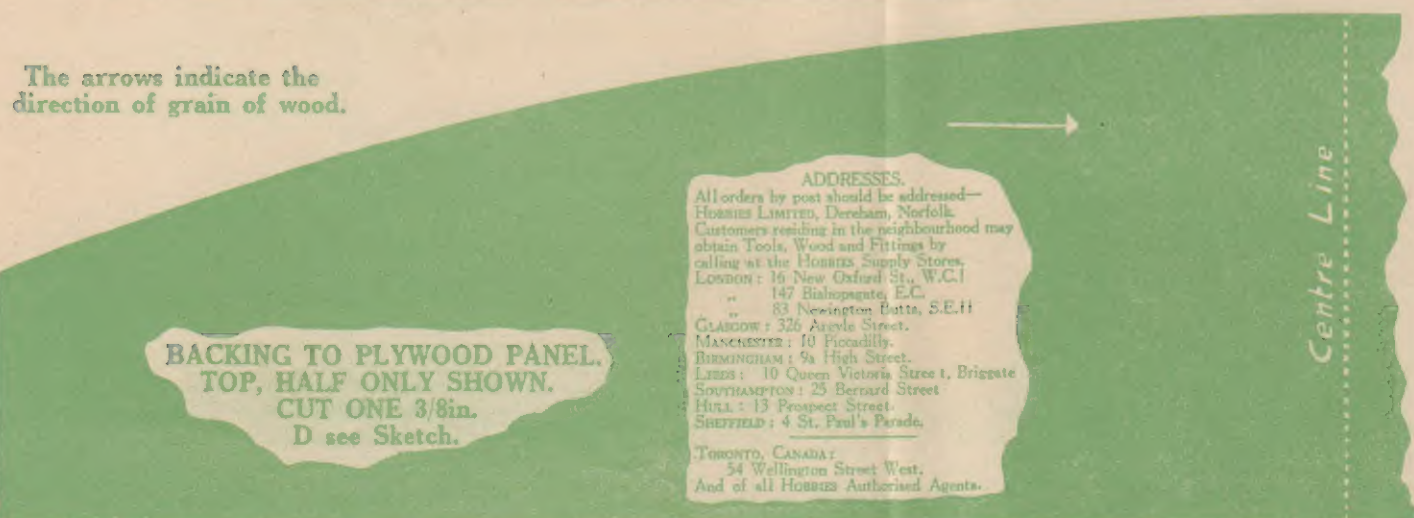 The arrows indicate the
direction of grain of wood.
ADDRESSES.
All orders by post should be addressed—
HOBBIES LIMITED, Dereham, Norfolk.
Customers residing in the neighbourhood may
obtain Tools, Wood and Fittings by
calling at the HOBBIES Supply Stores.
LONDON : 16 New Oxford St., W.C.1
„ 147 Bishopsgate, E.C.
„ 83 Newington Butts, S.E.11
GLASGOW : 326 Argyle Street.
MANCHESTER : 10 Piccadilly.
BIRMINGHAM : 9a High Street.
LEEDS : 10 Queen Victoria Street, Briggate
SOUTHAMPTON : 25 Bernard Street
HULL : 13 Prospect Street.
SHEFFIELD : 4 St. Paul's Parade.
TORONTO, CANADA :
54 Wellington Street West.
And of all HOBBIES Authorised Agents.
BACKING TO PLYWOOD PANEL.
TOP, HALF ONLY SHOWN.
CUT ONE 3/8in.
D see Sketch.
Centre Line